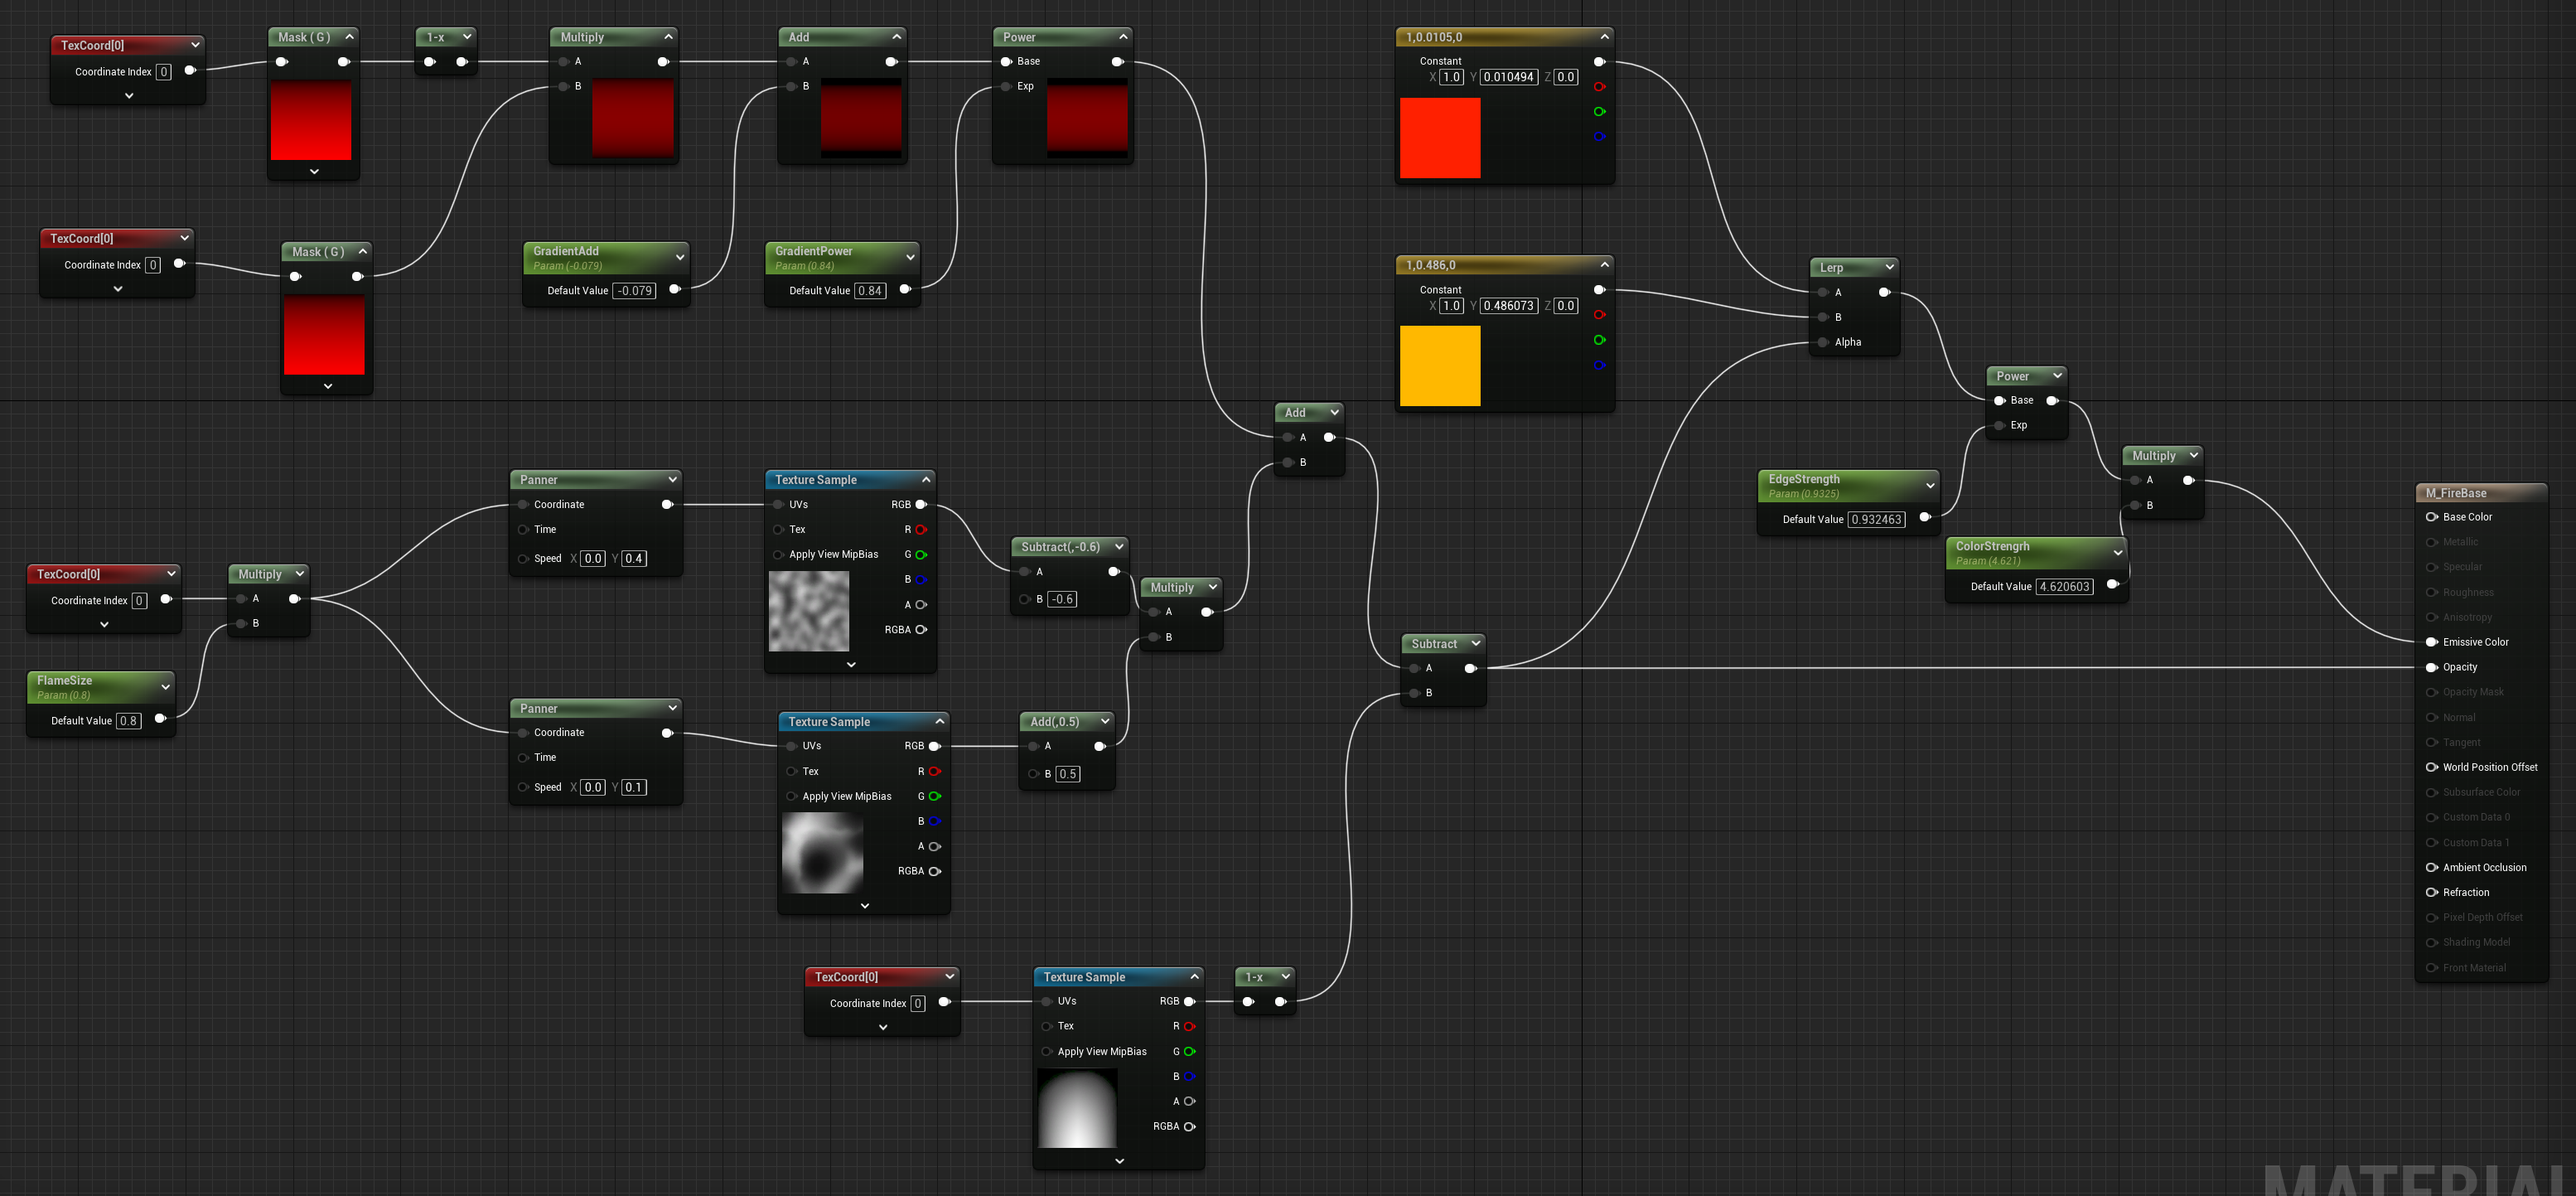 TexCoord[0]
Coordinate Index 0
Mask ( G )
1-x
Multiply
A
B
Add
A
B
Power
Base
Exp
1,0.0105,0
Constant
X 1.0 Y 0.010494 Z 0.0
TexCoord[0]
Coordinate Index 0
Mask ( G )
GradientAdd
Param (-0.079)
Default Value -0.079
GradientPower
Param (0.84)
Default Value 0.84
1,0.486,0
Constant
X 1.0 Y 0.486073 Z 0.0
Lerp
A
B
Alpha
Power
Base
Exp
Add
A
B
EdgeStrength
Param (0.9325)
Default Value 0.932463
Multiply
A
B
ColorStrengrh
Param (4.621)
Default Value 4.620603
TexCoord[0]
Coordinate Index 0
Multiply
A
B
FlameSize
Param (0.8)
Default Value 0.8
Panner
Coordinate
Time
Speed X 0.0 Y 0.4
Texture Sample
UVs RGB
Tex R
Apply View MipBias G
B
A
RGBA
Subtract(,-0.6)
A
B -0.6
Multiply
A
B
Panner
Coordinate
Time
Speed X 0.0 Y 0.1
Texture Sample
UVs RGB
Tex R
Apply View MipBias G
B
A
RGBA
Add(,0.5)
A
B 0.5
Subtract
A
B
TexCoord[0]
Coordinate Index 0
Texture Sample
UVs RGB
Tex R
Apply View MipBias G
B
A
RGBA
1-x
M_FireBase
Base Color
Metallic
Specular
Roughness
Anisotropy
Emissive Color
Opacity
Opacity Mask
Normal
Tangent
World Position Offset
Subsurface Color
Custom Data 0
Custom Data 1
Ambient Occlusion
Refraction
Pixel Depth Offset
Shading Model
Front Material
MATERIAL